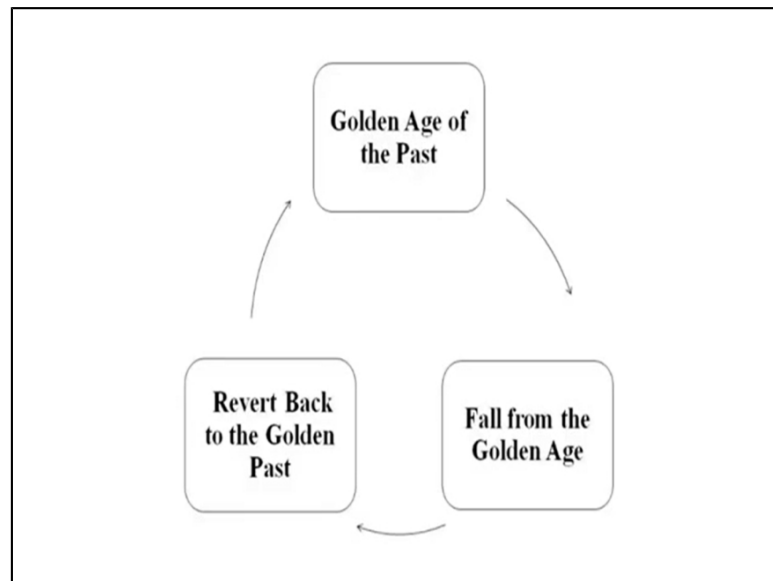 Golden Age of
the Past
Fall from the
Golden Age
Revert Back
to the Golden
Past